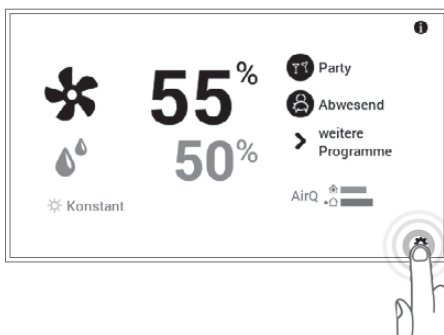 55%
Party
Abwesend
50%
weitere
Programme
Konstant
AirQ